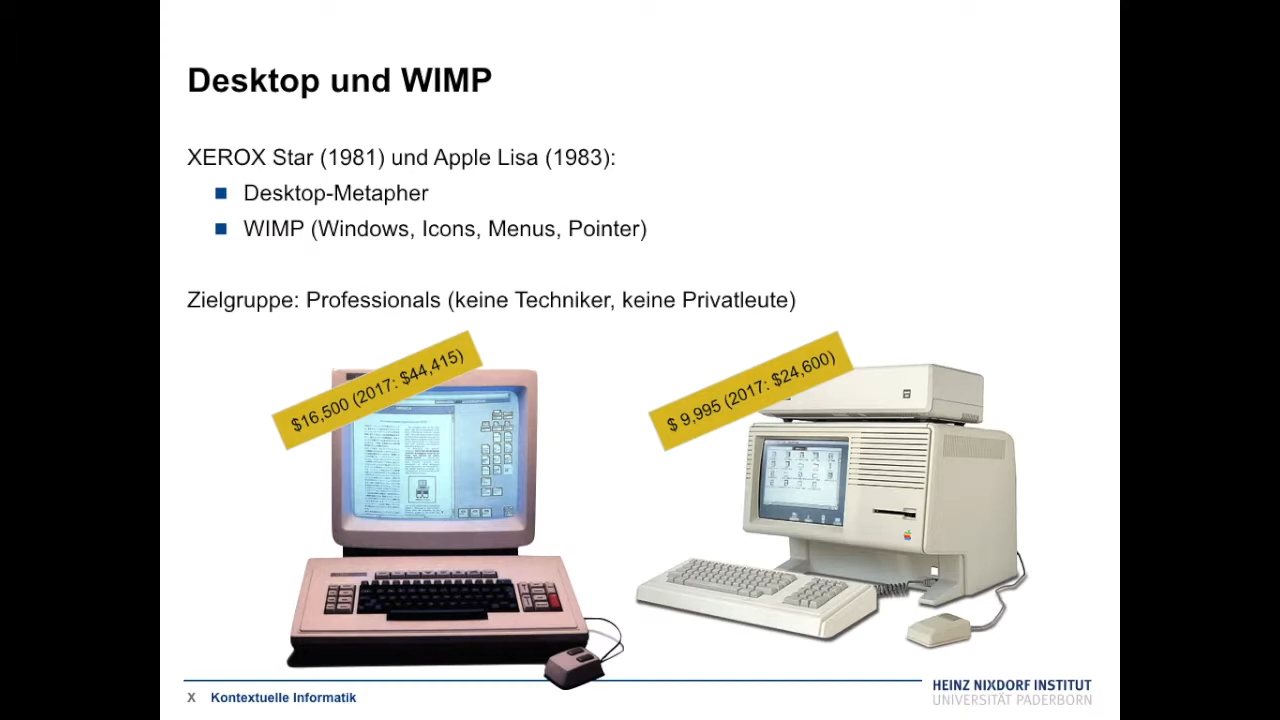 Desktop und WIMP
XEROX Star (1981) und Apple Lisa (1983):
Desktop-Metapher
WIMP (Windows, Icons, Menus, Pointer)
Zielgruppe: Professionals (keine Techniker, keine Privatleute)
$16,500 (2017: $44,415)
$ 9,995 (2017: $24,600)
X Kontextuelle Informatik
HEINZ NIXDORF INSTITUT
UNIVERSITÄT PADERBORN